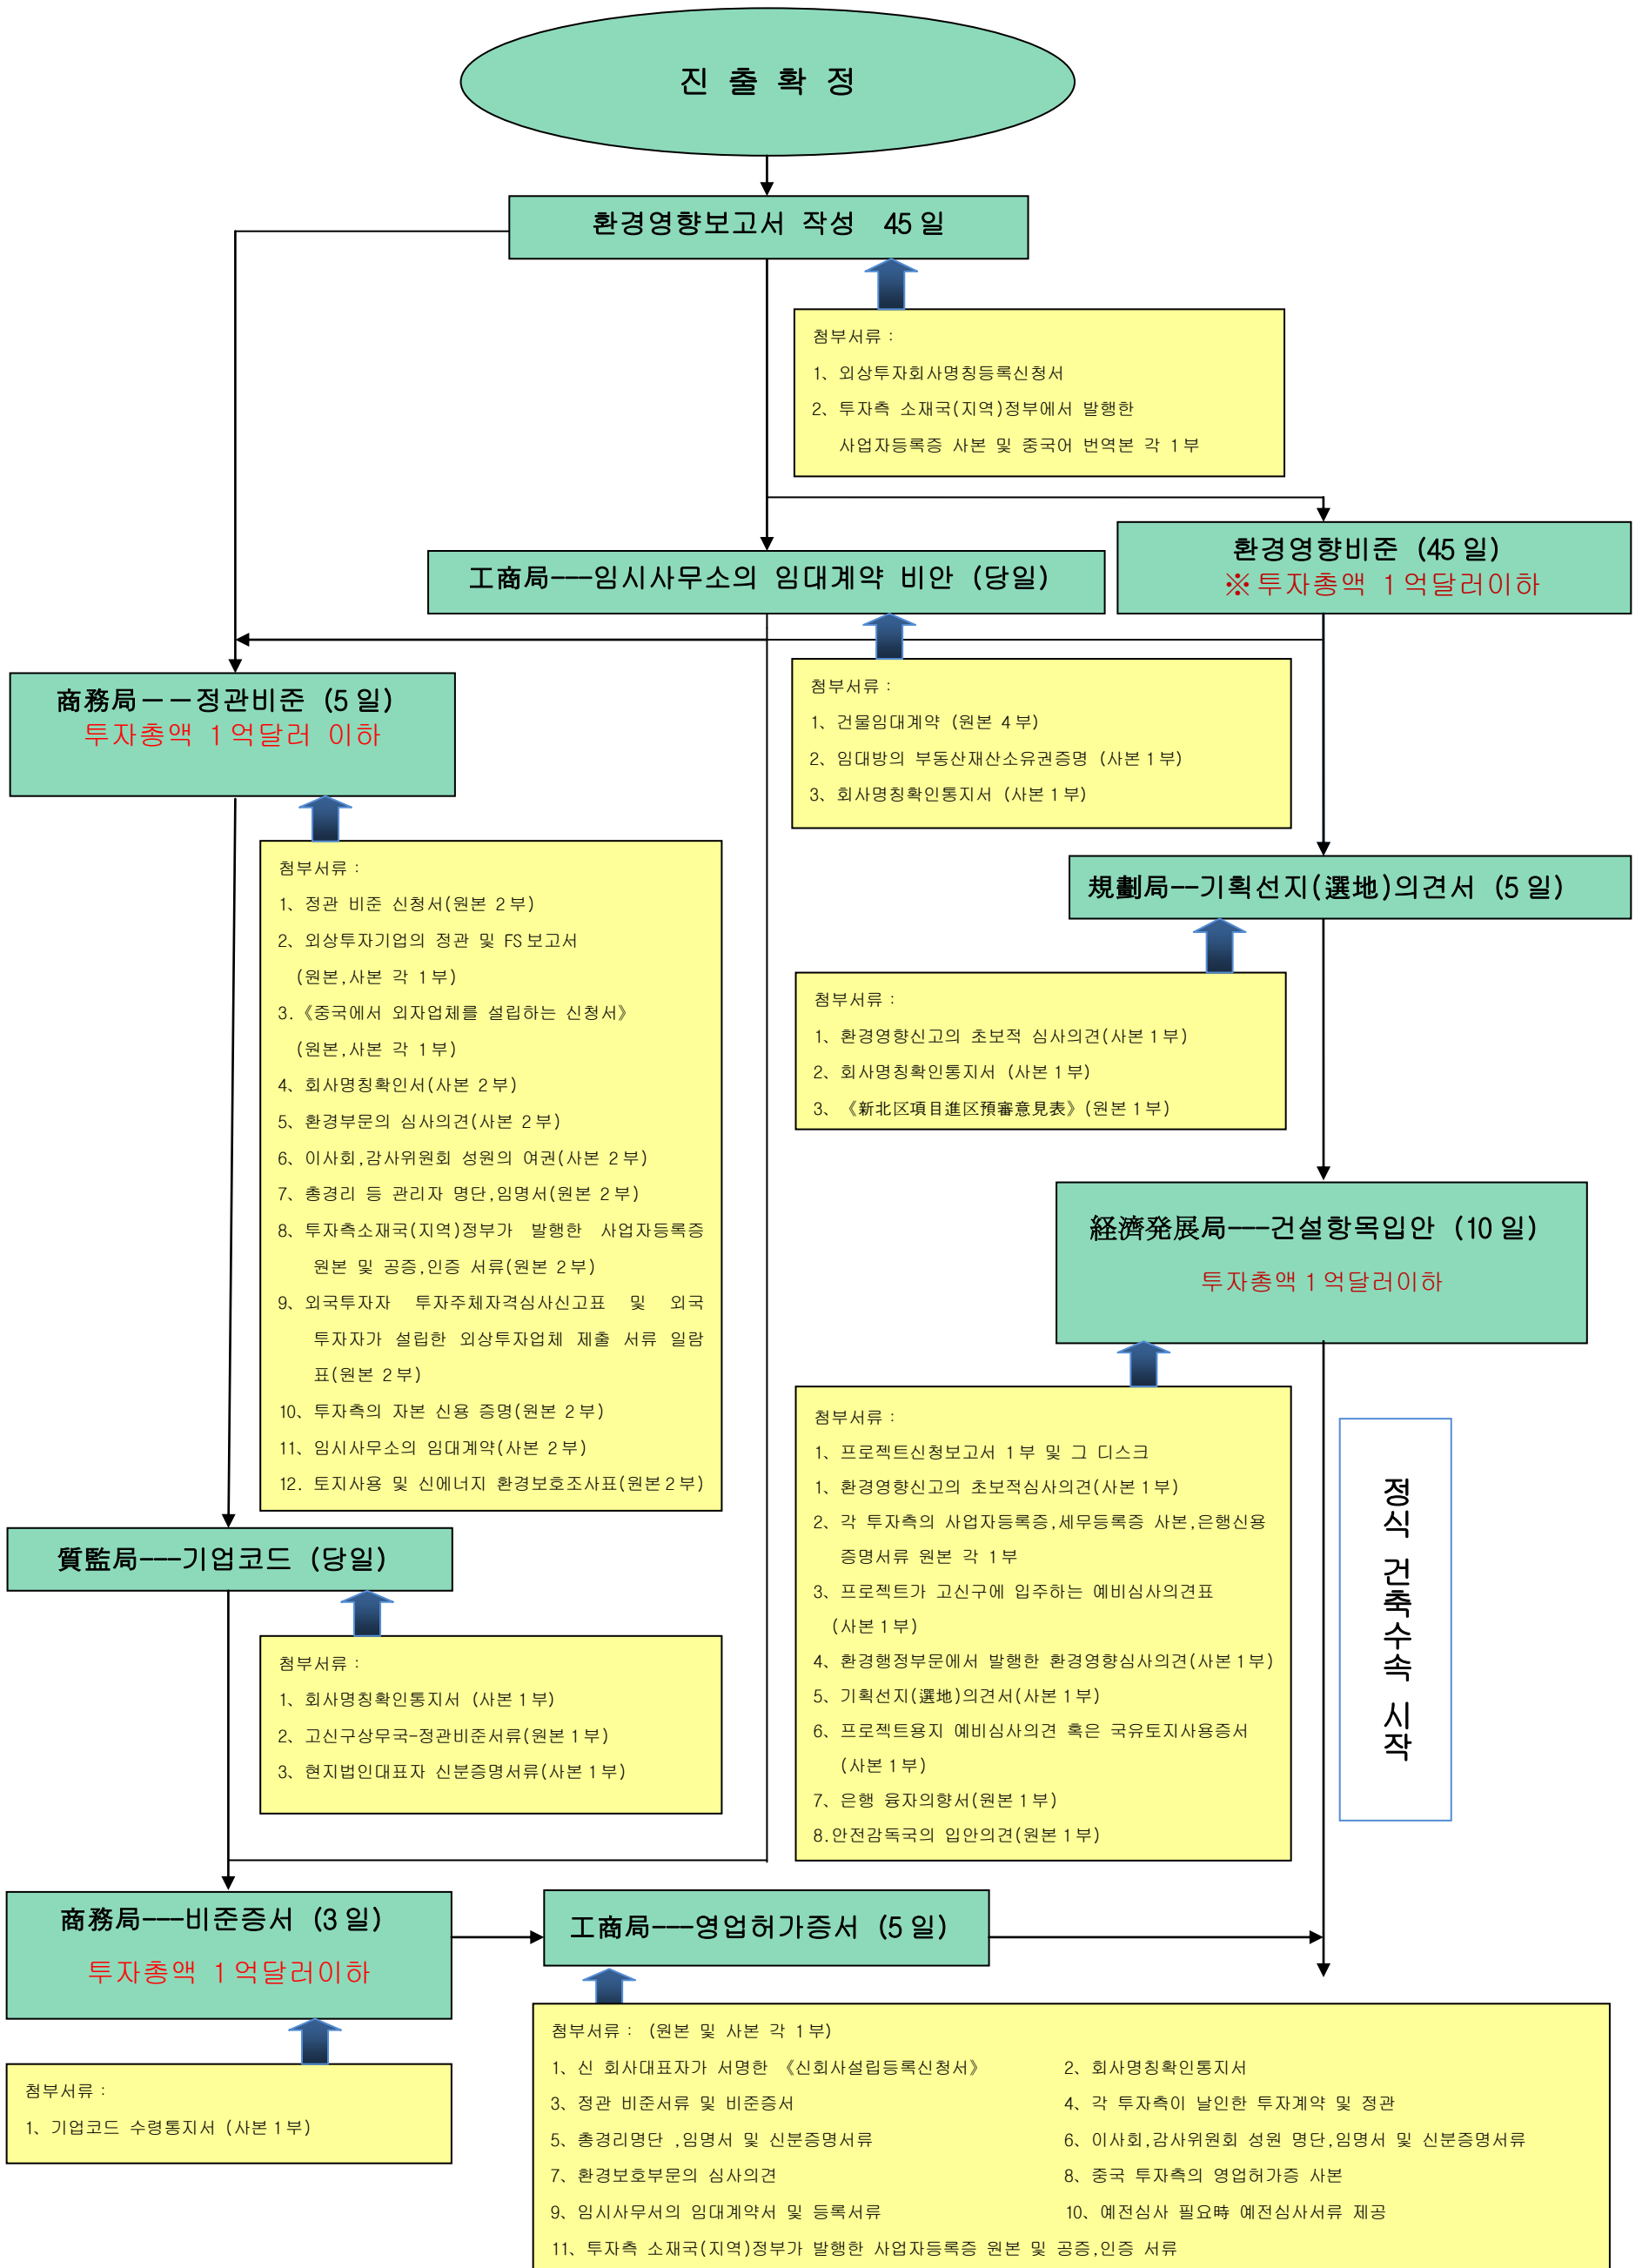 진 출 확 정
환경영향보고서 작성 45일
첨부서류 :
1、외상투자회사명칭등록신청서
2、투자측 소재국(지역)정부에서 발행한
사업자등록증 사본 및 중국어 번역본 각 1부
工商局---임시사무소의 임대계약 비안 (당일)
환경영향비준 (45일)
※투자총액 1억달러이하
商務局——정관비준 (5일)
투자총액 1억달러 이하
첨부서류 :
1、건물임대계약 (원본 4부)
2、임대방의 부동산재산소유권증명 (사본1부)
3、회사명칭확인통지서 (사본1부)
첨부서류 :
1、정관 비준 신청서(원본 2부)
2、외상투자기업의 정관 및 FS보고서
(원본,사본 각 1부)
3.《중국에서 외자업체를 설립하는 신청서》
(원본,사본 각 1부)
4、회사명칭확인서(사본 2부)
5、환경부문의 심사의견(사본 2부)
6、이사회,감사위원회 성원의 여권(사본 2부)
7、총경리 등 관리자 명단,임명서(원본 2부)
8、투자측소재국(지역)정부가 발행한 사업자등록증
원본 및 공증,인증 서류(원본 2부)
9、외국투자자 투자주체자격심사신고표 및 외국
투자자가 설립한 외상투자업체 제출 서류 일람
표(원본 2부)
10、투자측의 자본 신용 증명(원본 2부)
11、임시사무소의 임대계약(사본 2부)
12. 토지사용 및 신에너지 환경보호조사표(원본2부)
規劃局--기획선지(選地)의견서 (5일)
첨부서류 :
1、환경영향신고의 초보적 심사의견(사본1부)
2、회사명칭확인통지서 (사본1부)
3、《新北区項目進区預審意見表》(원본1부)
経濟発展局---건설항목입안 (10일)
투자총액1억달러이하
첨부서류 :
1、프로젝트신청보고서 1부 및 그 디스크
1、환경영향신고의 초보적심사의견(사본1부)
2、각 투자측의 사업자등록증,세무등록증 사본,은행신용
증명서류 원본 각 1부
3、프로젝트가 고신구에 입주하는 예비심사의견표
(사본1부)
4、환경행정부문에서 발행한 환경영향심사의견(사본1부)
5、기획선지(選地)의견서(사본1부)
6、프로젝트용지 예비심사의견 혹은 국유토지사용증서
(사본1부)
7、은행 융자의향서(원본1부)
8.안전감독국의 입안의견(원본1부)
정식 건축수속 시작
質監局---기업코드 (당일)
첨부서류 :
1、회사명칭확인통지서 (사본1부)
2、고신구상무국-정관비준서류(원본1부)
3、현지법인대표자 신분증명서류(사본1부)
商務局---비준증서 (3일)
투자총액 1억달러이하
첨부서류 :
1、기업코드 수령통지서 (사본1부)
工商局---영업허가증서 (5일)
첨부서류 : (원본 및 사본 각 1부)
1、신 회사대표자가 서명한 《신회사설립등록신청서》 2、회사명칭확인통지서
3、정관 비준서류 및 비준증서 4、각 투자측이 날인한 투자계약 및 정관
5、총경리명단 ,임명서 및 신분증명서류 6、이사회,감사위원회 성원 명단,임명서 및 신분증명서류
7、환경보호부문의 심사의견 8、중국 투자측의 영업허가증 사본
9、임시사무서의 임대계약서 및 등록서류 10、예전심사 필요時 예전심사서류 제공
11、투자측 소재국(지역)정부가 발행한 사업자등록증 원본 및 공증,인증 서류